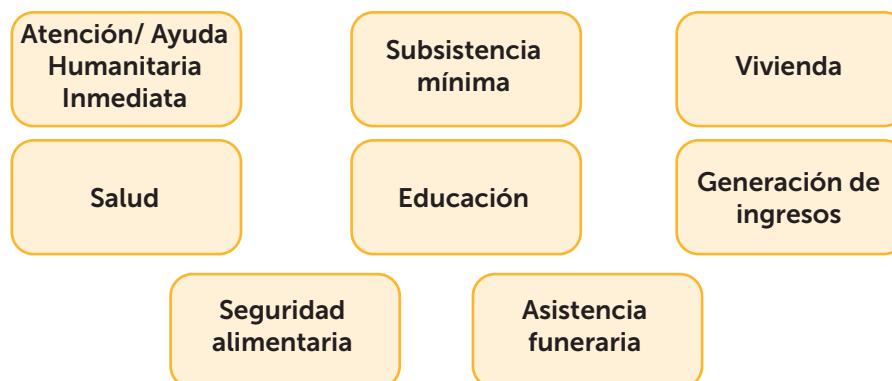 Atención/ Ayuda
Humanitaria
Inmediata
Subsistencia
mínima
Vivienda
Salud
Educación
Generación de
ingresos
Seguridad
alimentaria
Asistencia
funeraria